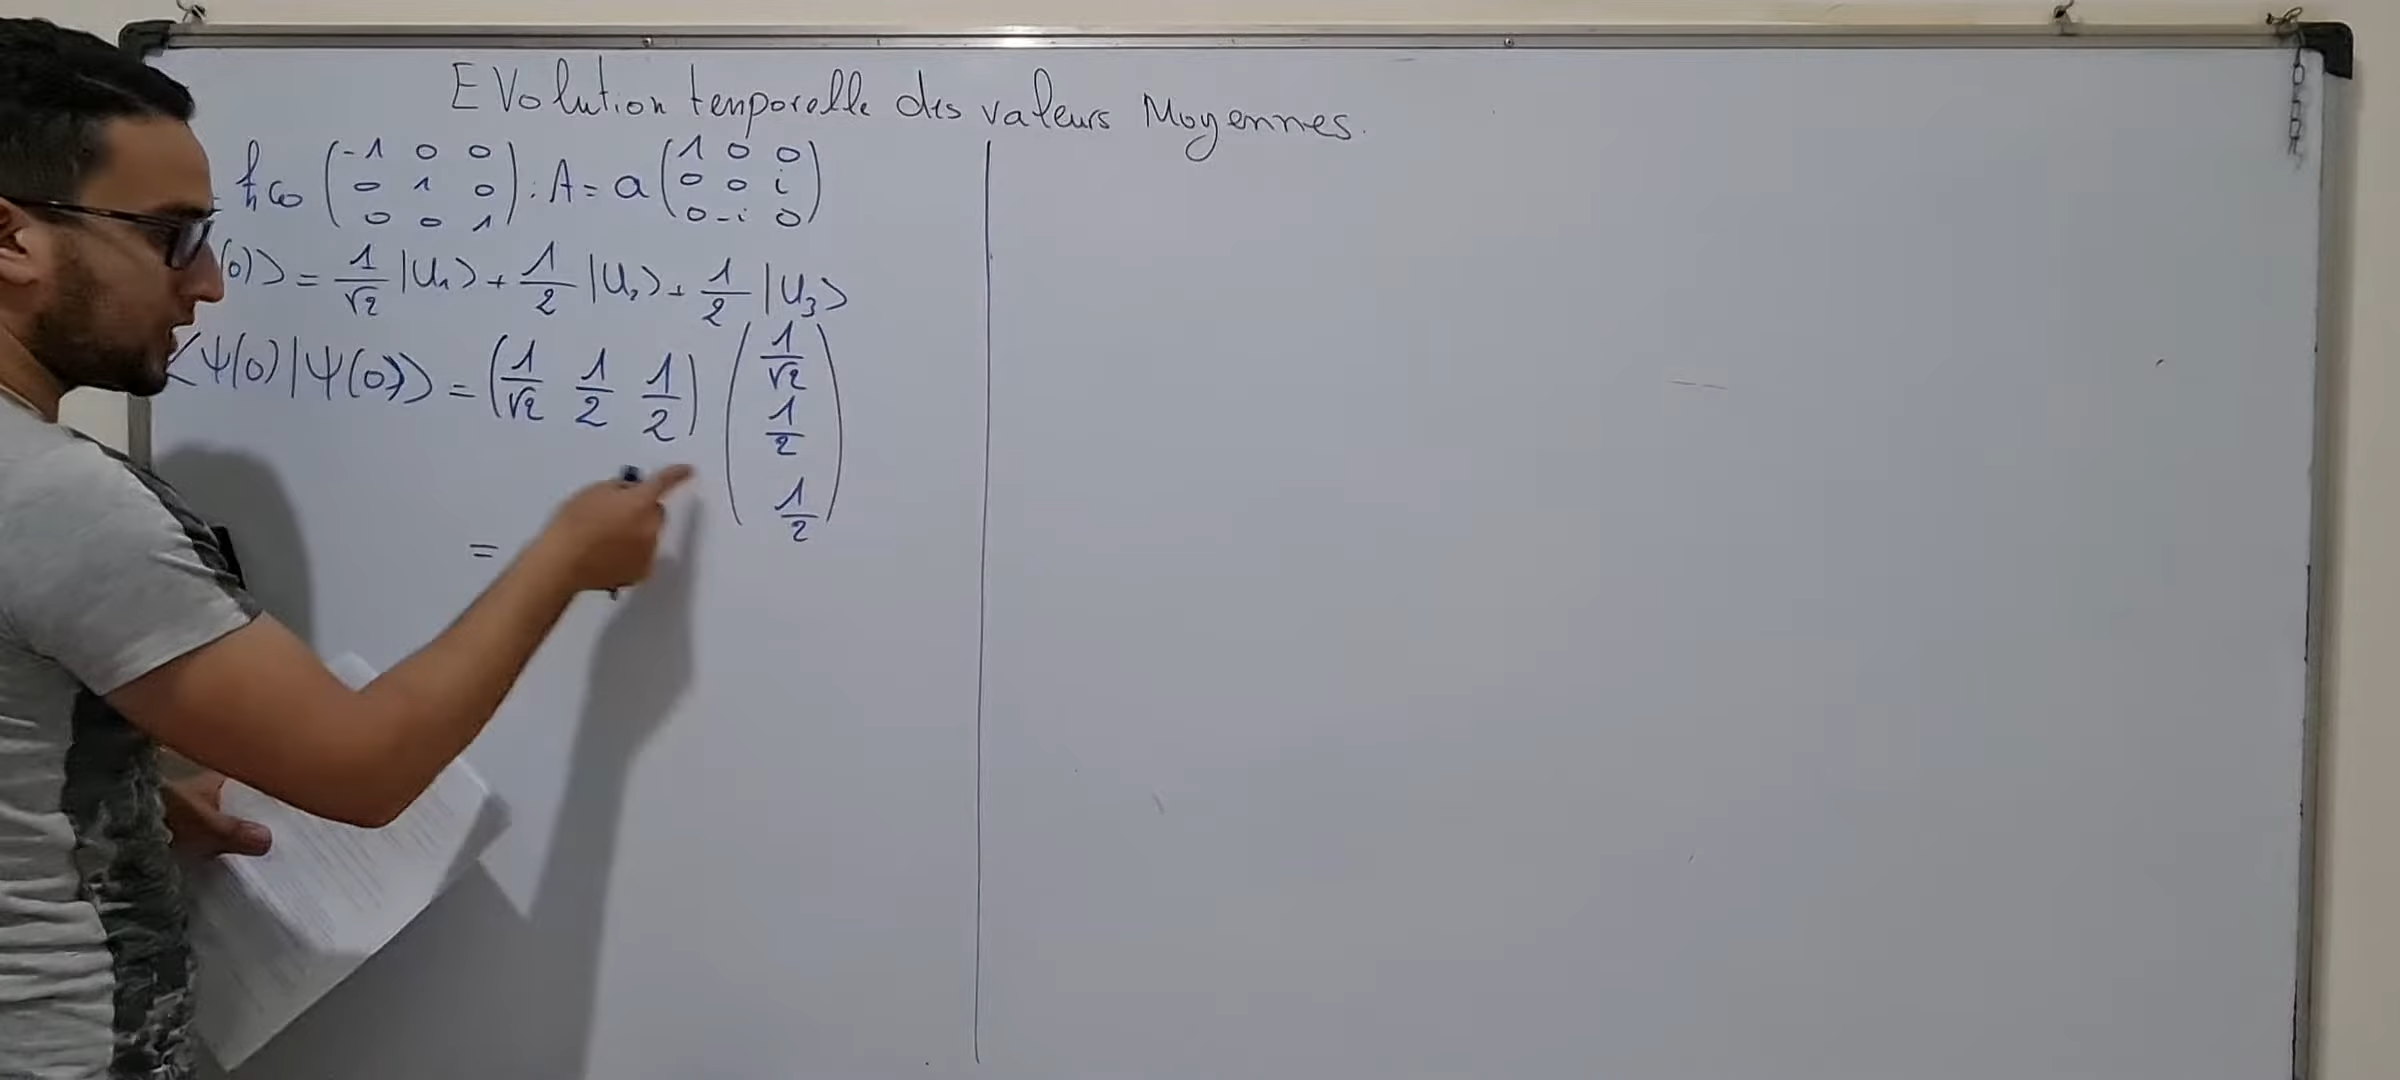 EVolution temporelle des valeurs Moyennes.
ħω (-1 0 0 ; 0 1 0 ; 0 0 1) ; A = a (1 0 0 ; 0 0 i ; 0 -i 0)
(0)⟩ = 1/√2 |U₁⟩ + 1/2 |U₂⟩ + 1/2 |U₃⟩
⟨Ψ(0)|Ψ(0)⟩ = (1/√2 1/2 1/2) (1/√2 ; 1/2 ; 1/2)
=